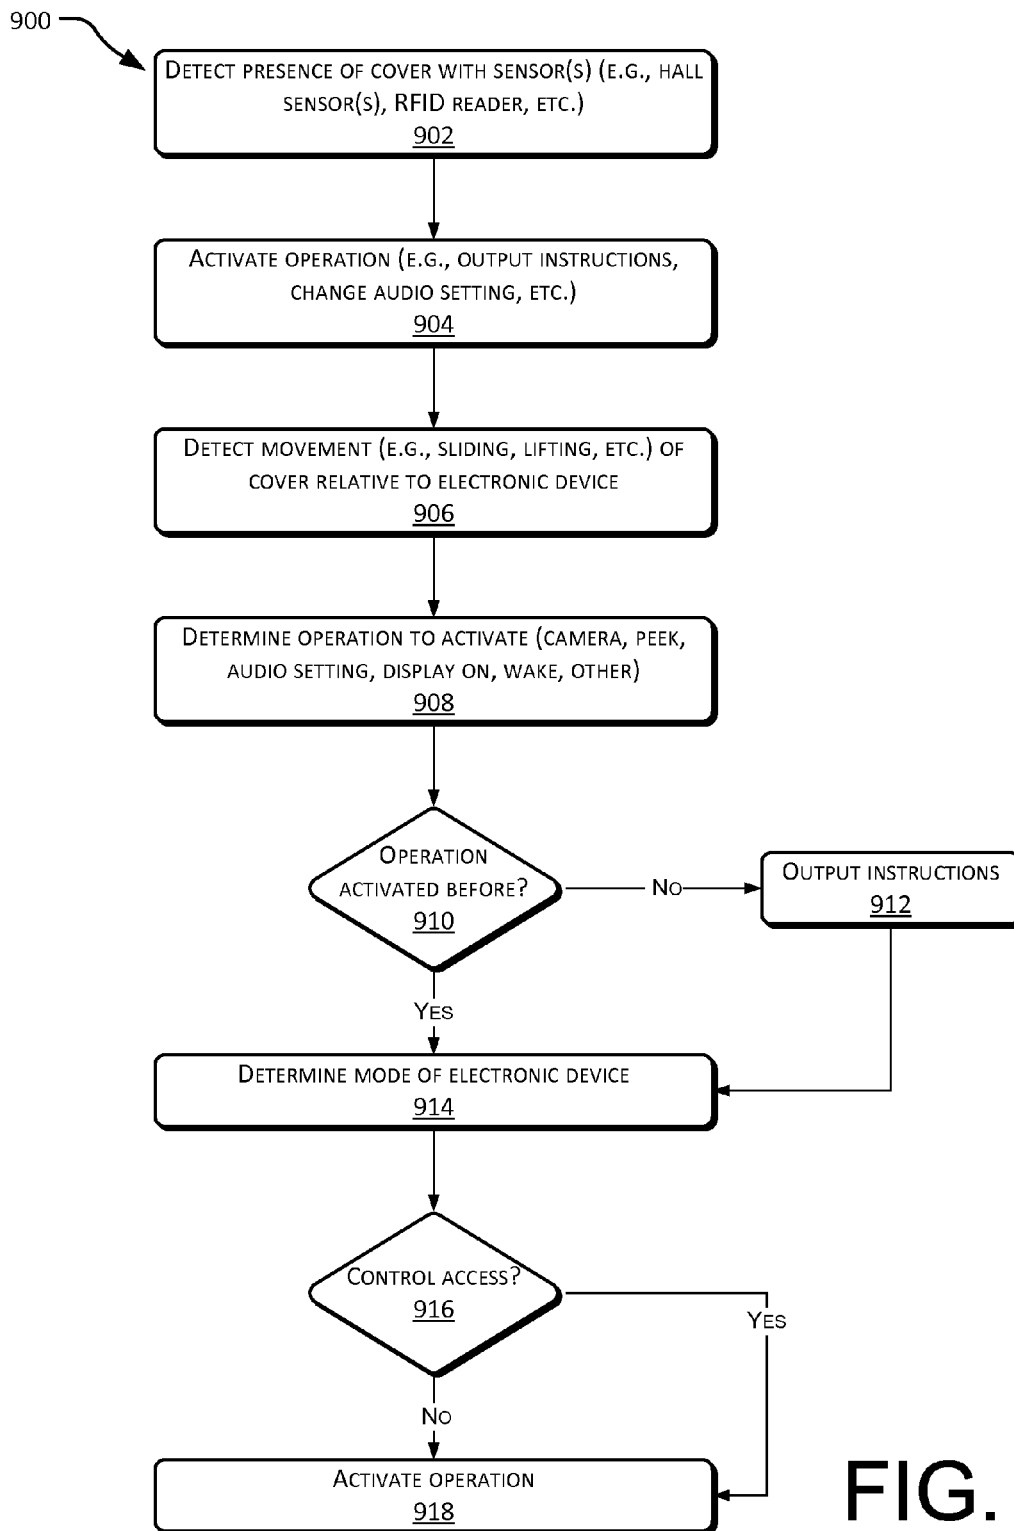 900
DETECT PRESENCE OF COVER WITH SENSOR(S) (E.G., HALL
SENSOR(S), RFID READER, ETC.)
902
ACTIVATE OPERATION (E.G., OUTPUT INSTRUCTIONS,
CHANGE AUDIO SETTING, ETC.)
904
DETECT MOVEMENT (E.G., SLIDING, LIFTING, ETC.) OF
COVER RELATIVE TO ELECTRONIC DEVICE
906
DETERMINE OPERATION TO ACTIVATE (CAMERA, PEEK,
AUDIO SETTING, DISPLAY ON, WAKE, OTHER)
908
OPERATION
ACTIVATED BEFORE?
910
NO
OUTPUT INSTRUCTIONS
912
YES
DETERMINE MODE OF ELECTRONIC DEVICE
914
CONTROL ACCESS?
916
YES
NO
ACTIVATE OPERATION
918
FIG.